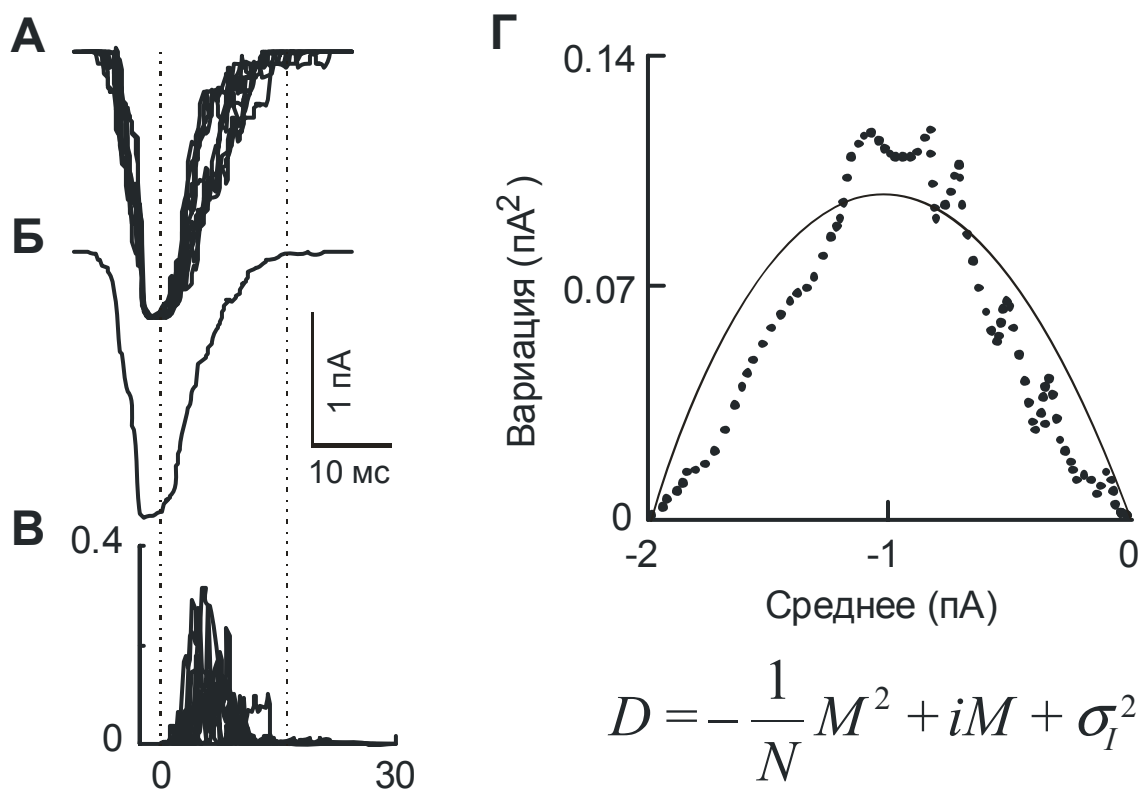 А
Б
1 пА
10 мс
В
0.4
0
0
30
Г
0.14
0.07
0
Вариация (пА²)
-2
-1
0
Среднее (пА)
D = – 1/N M² + iM + σ_I²